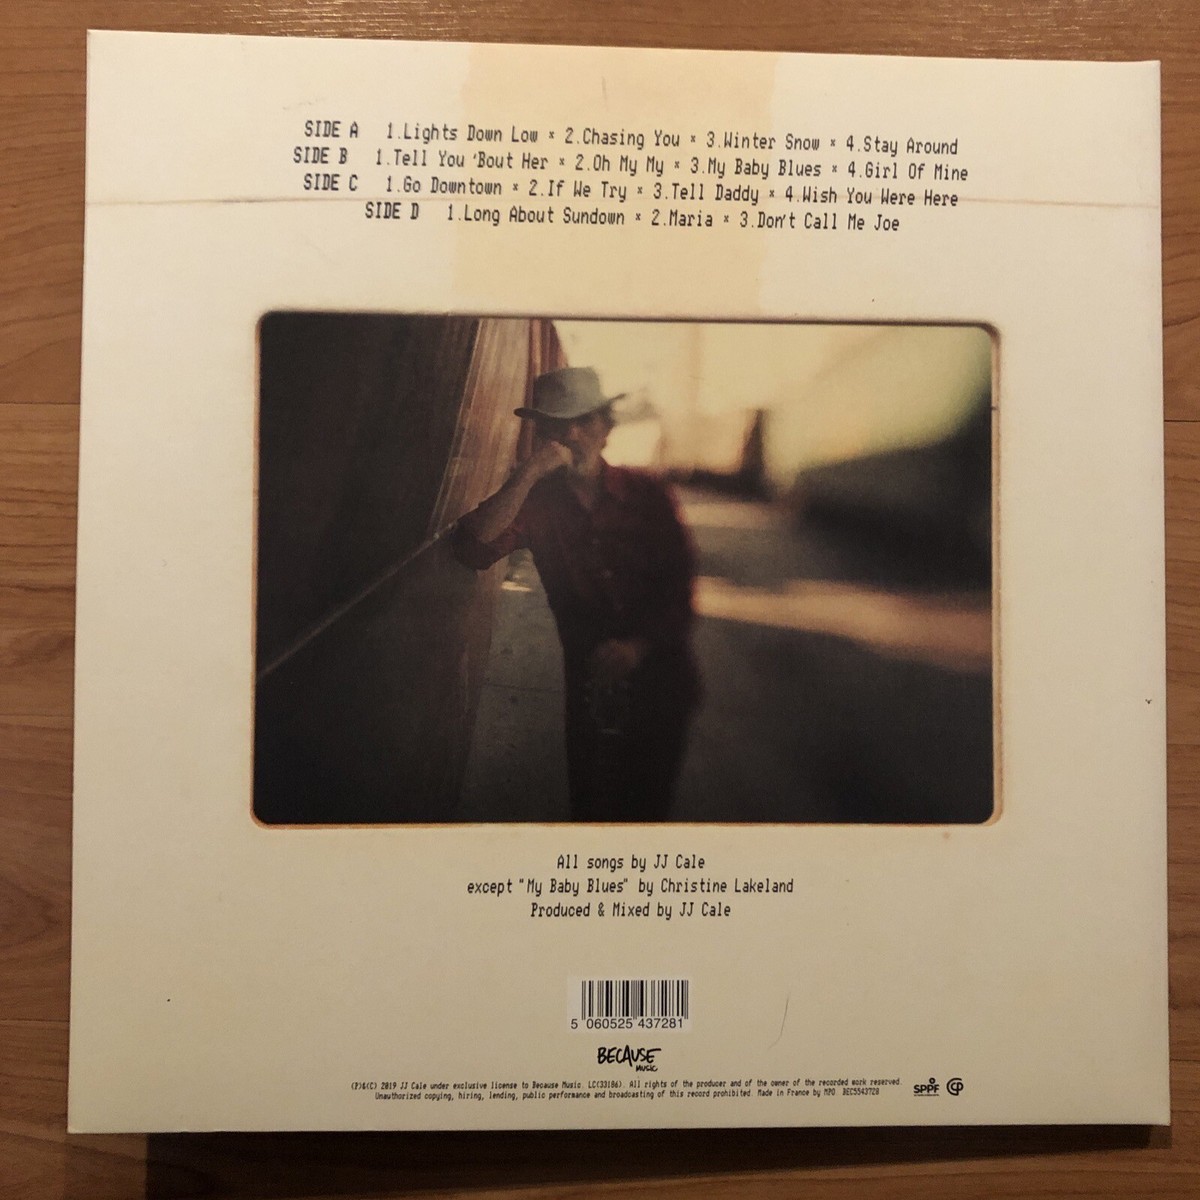 SIDE A 1.Lights Down Low × 2.Chasing You × 3.Winter Snow × 4.Stay Around
SIDE B 1.Tell You 'Bout Her × 2.Oh My My × 3.My Baby Blues × 4.Girl Of Mine
SIDE C 1.Go Downtown × 2.If We Try × 3.Tell Daddy × 4.Wish You Were Here
SIDE D 1.Long About Sundown × 2.Maria × 3.Don't Call Me Joe
All songs by JJ Cale
except "My Baby Blues" by Christine Lakeland
Produced & Mixed by JJ Cale
5 060525 437281
BECAUSE
MUSIC
(P)&(C) 2019 JJ Cale under exclusive license to Because Music. LC(33186). All rights of the producer and of the owner of the recorded work reserved.
Unauthorized copying, hiring, lending, public performance and broadcasting of this record prohibited. Made in France by MPO. BEC5543728
SPPF CP